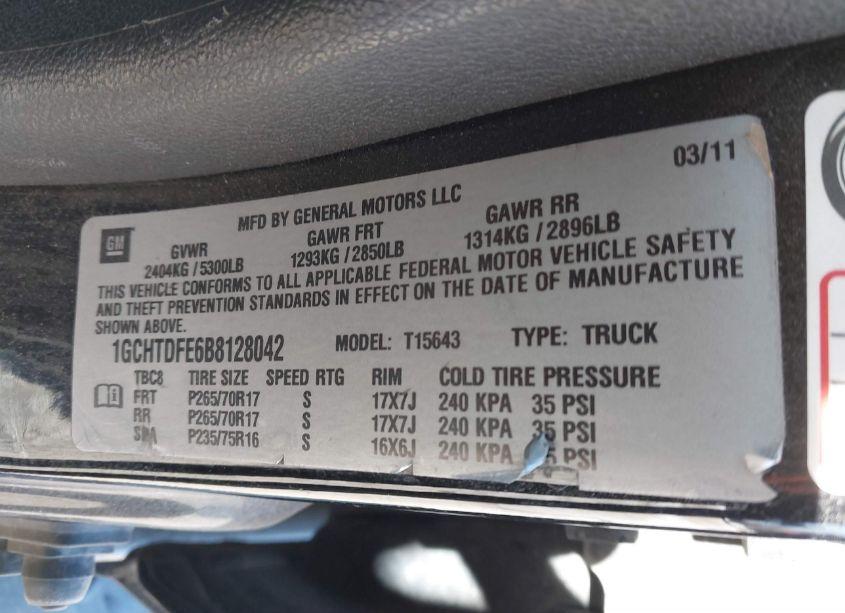 03/11
MFD BY GENERAL MOTORS LLC
GM
GVWR GAWR FRT GAWR RR
2404KG / 5300LB 1293KG / 2850LB 1314KG / 2896LB
THIS VEHICLE CONFORMS TO ALL APPLICABLE FEDERAL MOTOR VEHICLE SAFETY
AND THEFT PREVENTION STANDARDS IN EFFECT ON THE DATE OF MANUFACTURE
SHOWN ABOVE.
1GCHTDFE6B8128042 MODEL: T15643 TYPE: TRUCK
TBC8 TIRE SIZE SPEED RTG RIM COLD TIRE PRESSURE
FRT P265/70R17 S 17X7J 240 KPA 35 PSI
RR P265/70R17 S 17X7J 240 KPA 35 PSI
SPA P235/75R16 S 16X6J 240 KPA PSI